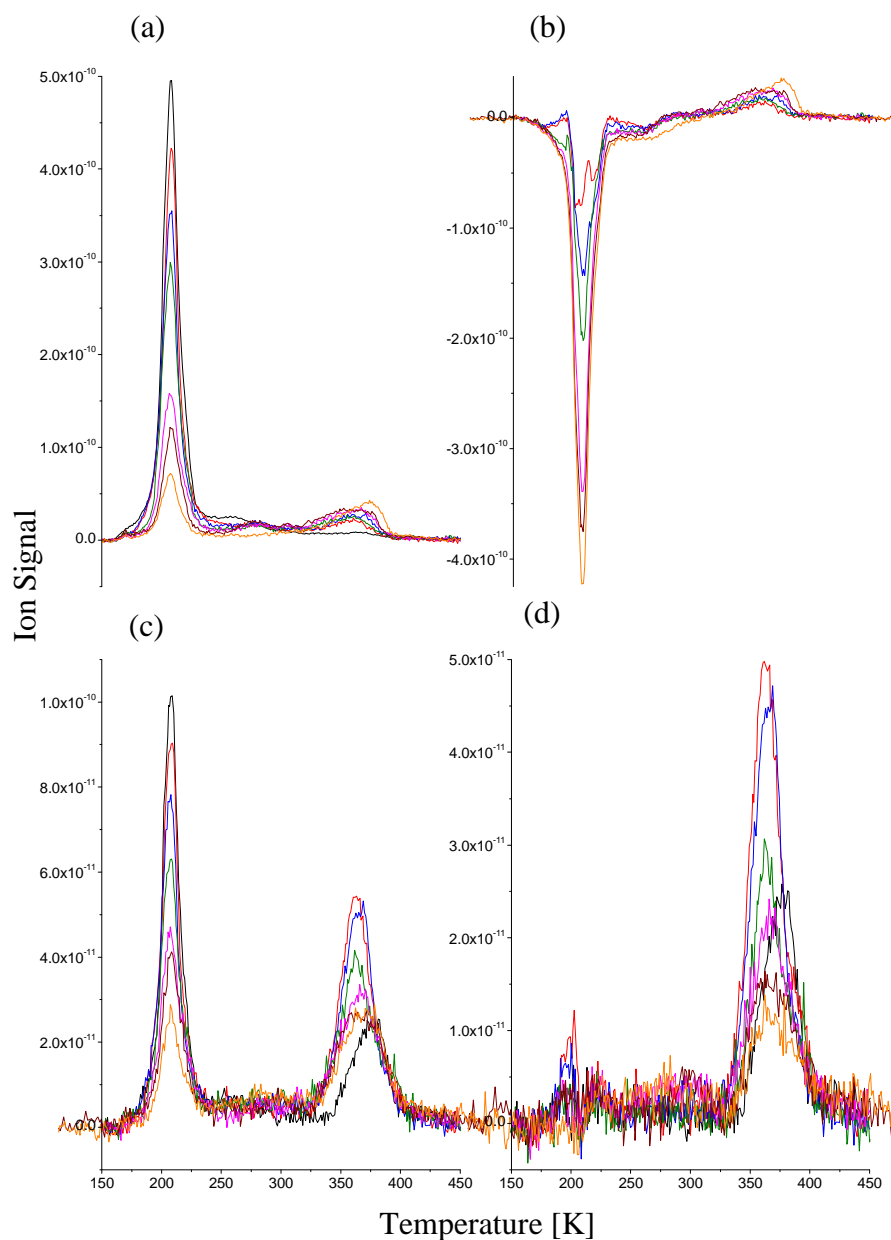 (a)
(b)
5.0x10⁻¹⁰
4.0x10⁻¹⁰
3.0x10⁻¹⁰
2.0x10⁻¹⁰
1.0x10⁻¹⁰
0.0
0.0
-1.0x10⁻¹⁰
-2.0x10⁻¹⁰
-3.0x10⁻¹⁰
-4.0x10⁻¹⁰
Ion Signal
(c)
(d)
1.0x10⁻¹⁰
8.0x10⁻¹¹
6.0x10⁻¹¹
4.0x10⁻¹¹
2.0x10⁻¹¹
0.0
5.0x10⁻¹¹
4.0x10⁻¹¹
3.0x10⁻¹¹
2.0x10⁻¹¹
1.0x10⁻¹¹
0.0
150 200 250 300 350 400 450
150 200 250 300 350 400 450
Temperature [K]